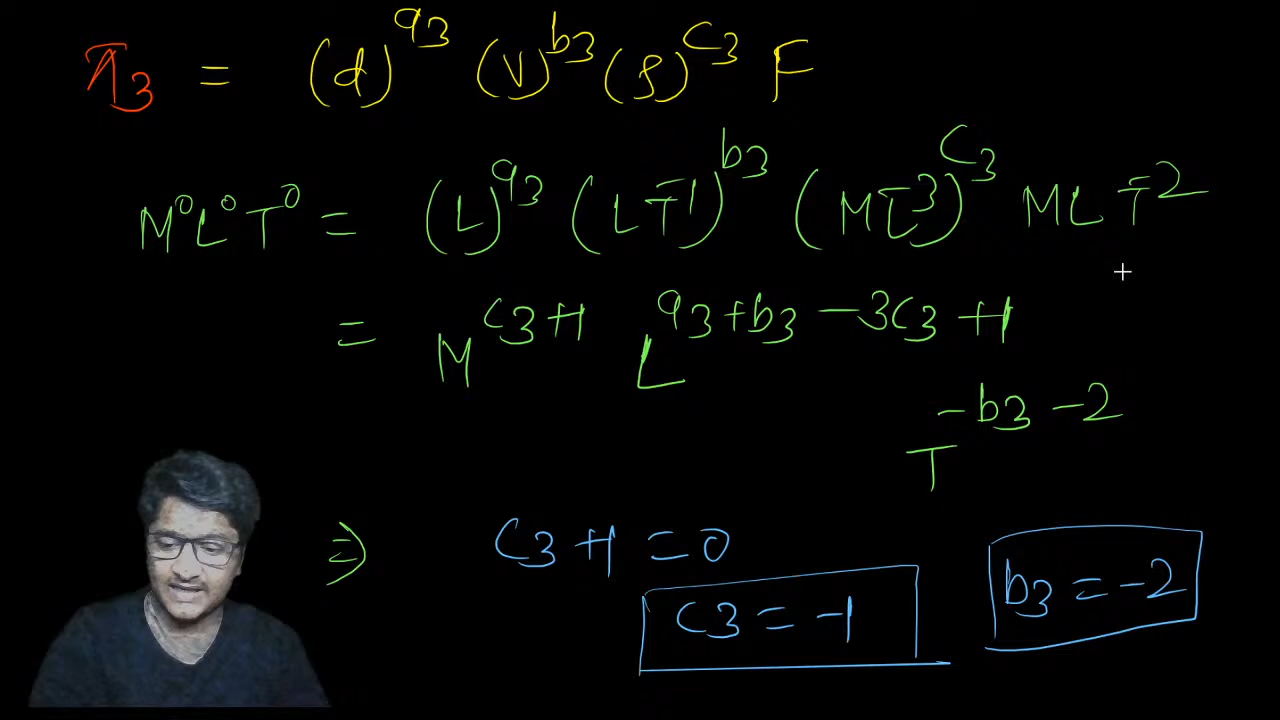 π₃ = (d)^a₃ (V)^b₃ (ρ)^c₃ F
M⁰L⁰T⁰ = (L)^a₃ (LT⁻¹)^b₃ (ML⁻³)^c₃ MLT⁻²
= M^c₃+1 L^a₃+b₃-3c₃+1
T^-b₃-2
⇒ c₃+1 = 0
b₃ = -2
c₃ = -1